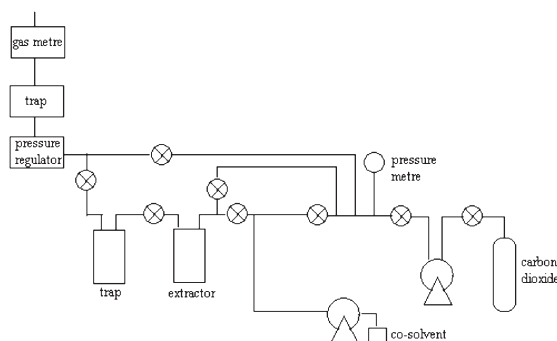 gas metre
trap
pressure
regulator
pressure
metre
trap
extractor
carbon
dioxide
co-solvent